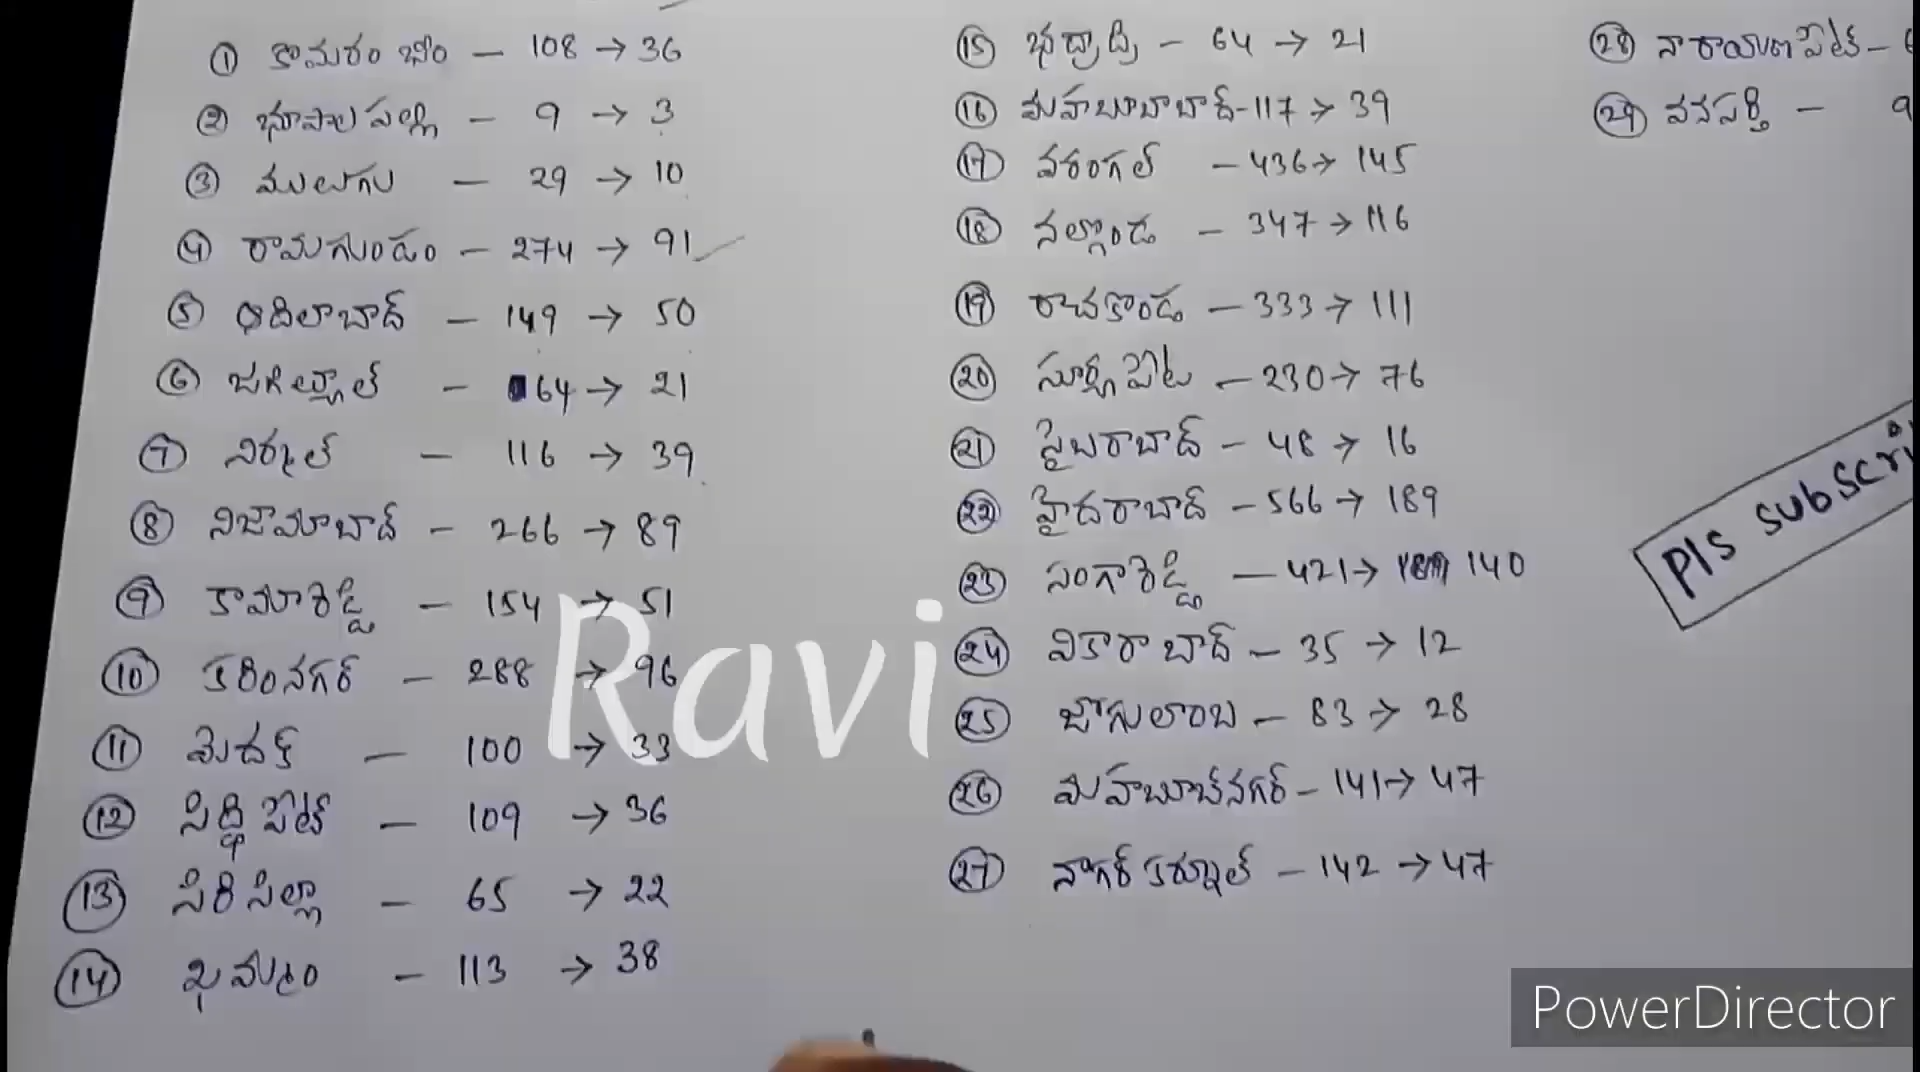 ① కొమరం భీం - 108 → 36
② భూపాలపల్లి - 9 → 3
③ ములుగు - 29 → 10
④ రామగుండం - 274 → 91
⑤ ఆదిలాబాద్ - 149 → 50
⑥ జగిత్యాల్ - 64 → 21
⑦ నిర్మల్ - 116 → 39
⑧ నిజామాబాద్ - 266 → 89
⑨ కామారెడ్డి - 154 → 51
⑩ కరింనగర్ - 288 → 96
⑪ మెదక్ - 100 → 33
⑫ సిద్ధిపేట్ - 109 → 36
⑬ సిరిసిల్లా - 65 → 22
⑭ ఖమ్మం - 113 → 38
⑮ భద్రాద్రి - 64 → 21
⑯ మహబూబాబాద్ - 117 → 39
⑰ వరంగల్ - 436 → 145
⑱ నల్గొండ - 347 → 116
⑲ రాచకొండ - 333 → 111
⑳ సూర్యాపేట - 230 → 76
㉑ సైబరాబాద్ - 48 → 16
㉒ హైదరాబాద్ - 566 → 189
㉓ సంగారెడ్డి - 421 → 140
㉔ వికారాబాద్ - 35 → 12
㉕ జోగులాంబ - 83 → 28
㉖ మహబూబ్‌నగర్ - 141 → 47
㉗ నాగర్ కర్నూల్ - 142 → 47
㉘ నారాయణపేట్ -
㉙ వనపర్తి - 9
Pls subscri
Ravi
PowerDirector